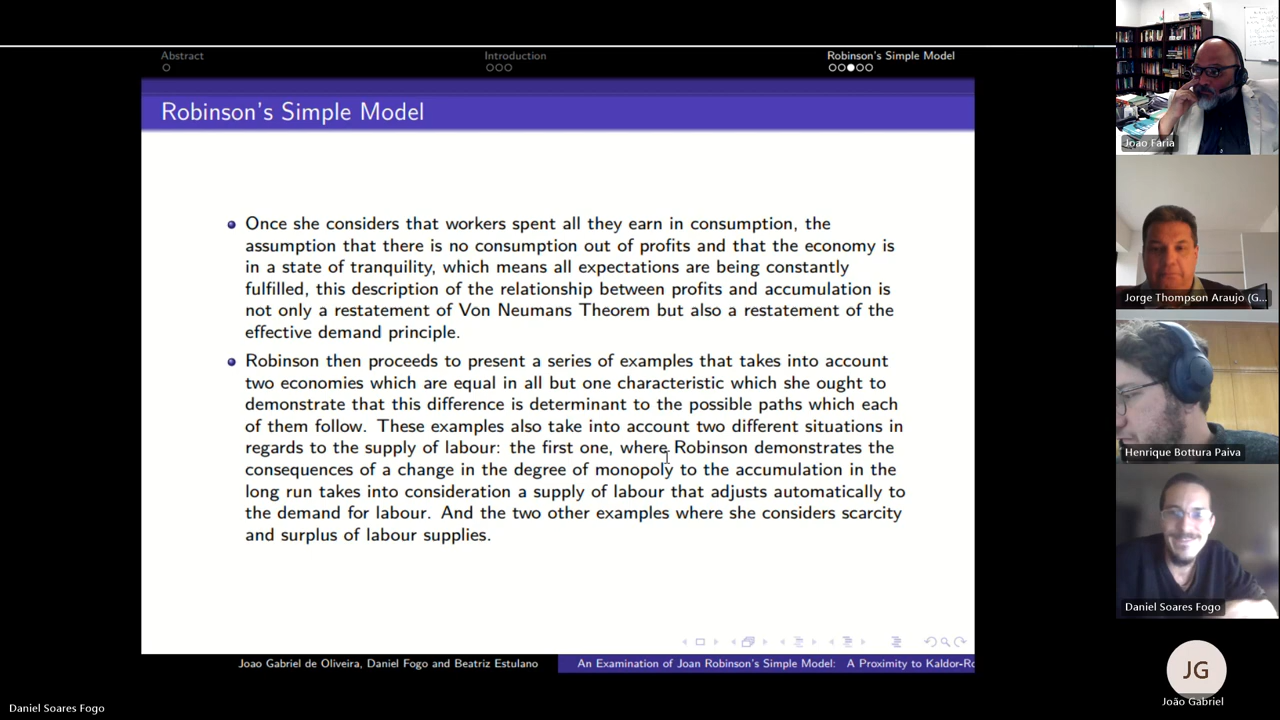 Abstract
Introduction
Robinson's Simple Model
Robinson's Simple Model
Once she considers that workers spent all they earn in consumption, the
assumption that there is no consumption out of profits and that the economy is
in a state of tranquility, which means all expectations are being constantly
fulfilled, this description of the relationship between profits and accumulation is
not only a restatement of Von Neumans Theorem but also a restatement of the
effective demand principle.
Robinson then proceeds to present a series of examples that takes into account
two economies which are equal in all but one characteristic which she ought to
demonstrate that this difference is determinant to the possible paths which each
of them follow. These examples also take into account two different situations in
regards to the supply of labour: the first one, where Robinson demonstrates the
consequences of a change in the degree of monopoly to the accumulation in the
long run takes into consideration a supply of labour that adjusts automatically to
the demand for labour. And the two other examples where she considers scarcity
and surplus of labour supplies.
Joao Gabriel de Oliveira, Daniel Fogo and Beatriz Estulano
An Examination of Joan Robinson's Simple Model: A Proximity to Kaldor-Ro
Daniel Soares Fogo
Joao Faria
Jorge Thompson Araujo (G...
Henrique Bottura Paiva
Daniel Soares Fogo
JG
João Gabriel